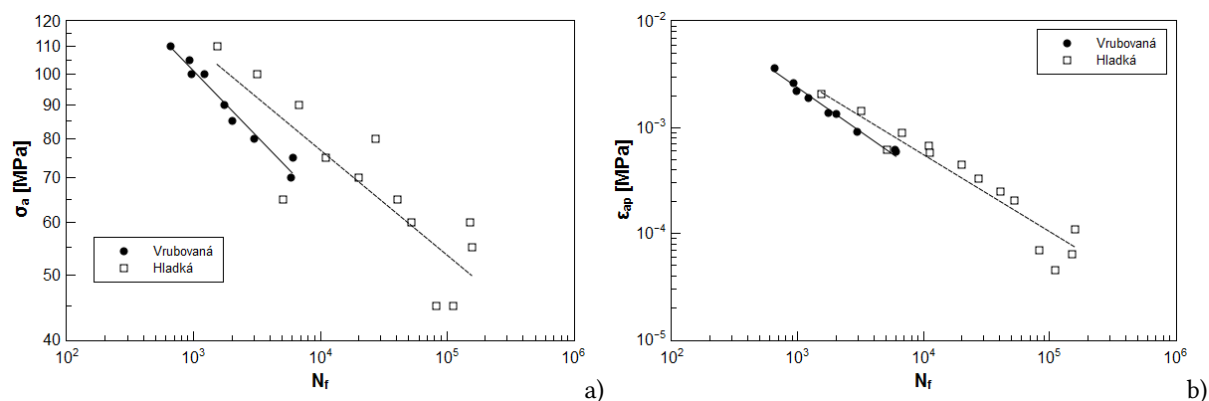 120
110
100
90
80
70
60
50
40
σa [MPa]
Vrubovaná
Hladká
10²
10³
10⁴
10⁵
10⁶
Nf
a)
10⁻²
10⁻³
10⁻⁴
10⁻⁵
εap [MPa]
Vrubovaná
Hladká
10²
10³
10⁴
10⁵
10⁶
Nf
b)